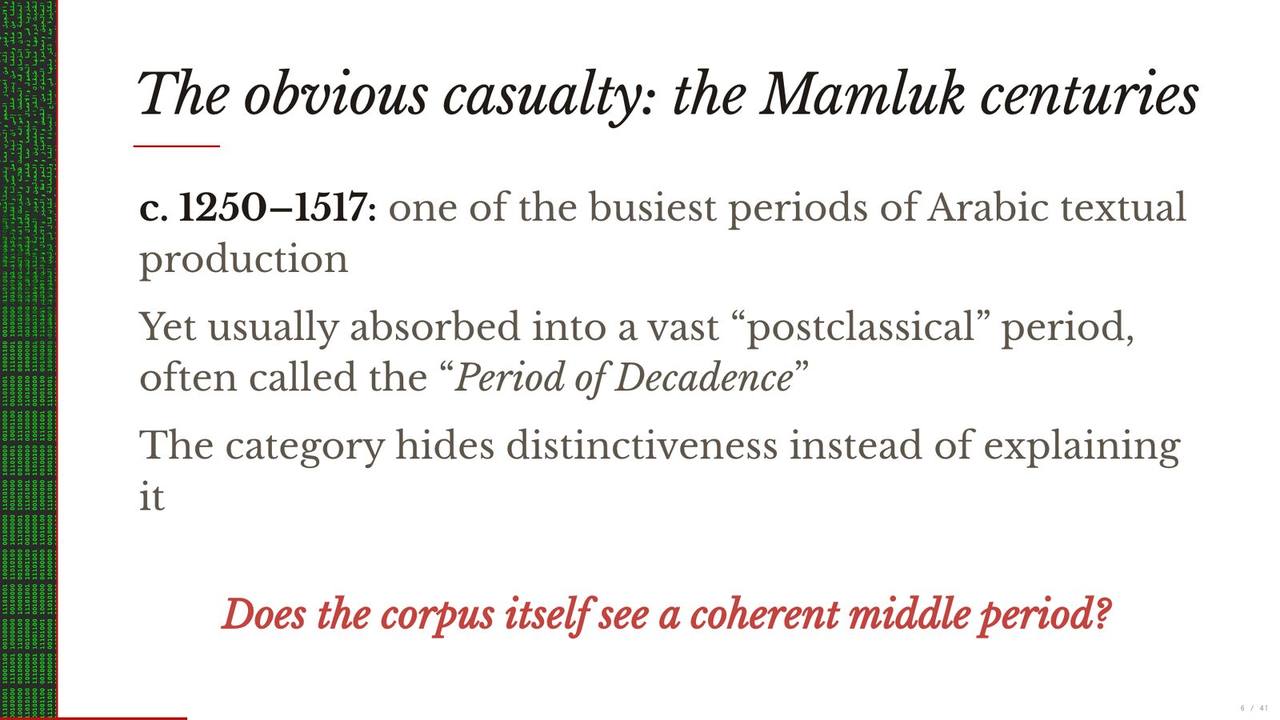 The obvious casualty: the Mamluk centuries
c. 1250–1517: one of the busiest periods of Arabic textual
production
Yet usually absorbed into a vast “postclassical” period,
often called the “Period of Decadence”
The category hides distinctiveness instead of explaining
it
Does the corpus itself see a coherent middle period?
6 / 41